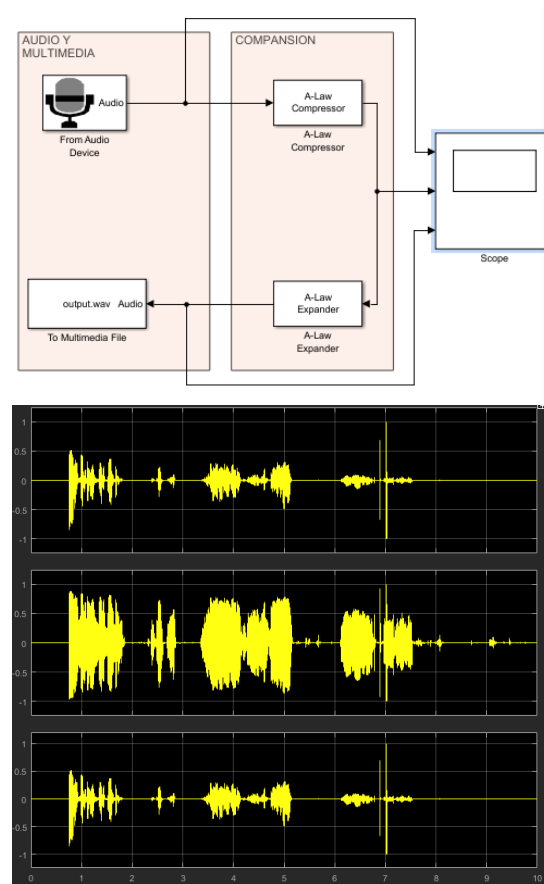 AUDIO Y
MULTIMEDIA
COMPANSION
Audio
From Audio
Device
A-Law
Compressor
A-Law
Compressor
Scope
output.wav Audio
To Multimedia File
A-Law
Expander
A-Law
Expander
1
0.5
0
-0.5
-1
1
0.5
0
-0.5
-1
1
0.5
0
-0.5
-1
0 1 2 3 4 5 6 7 8 9 10